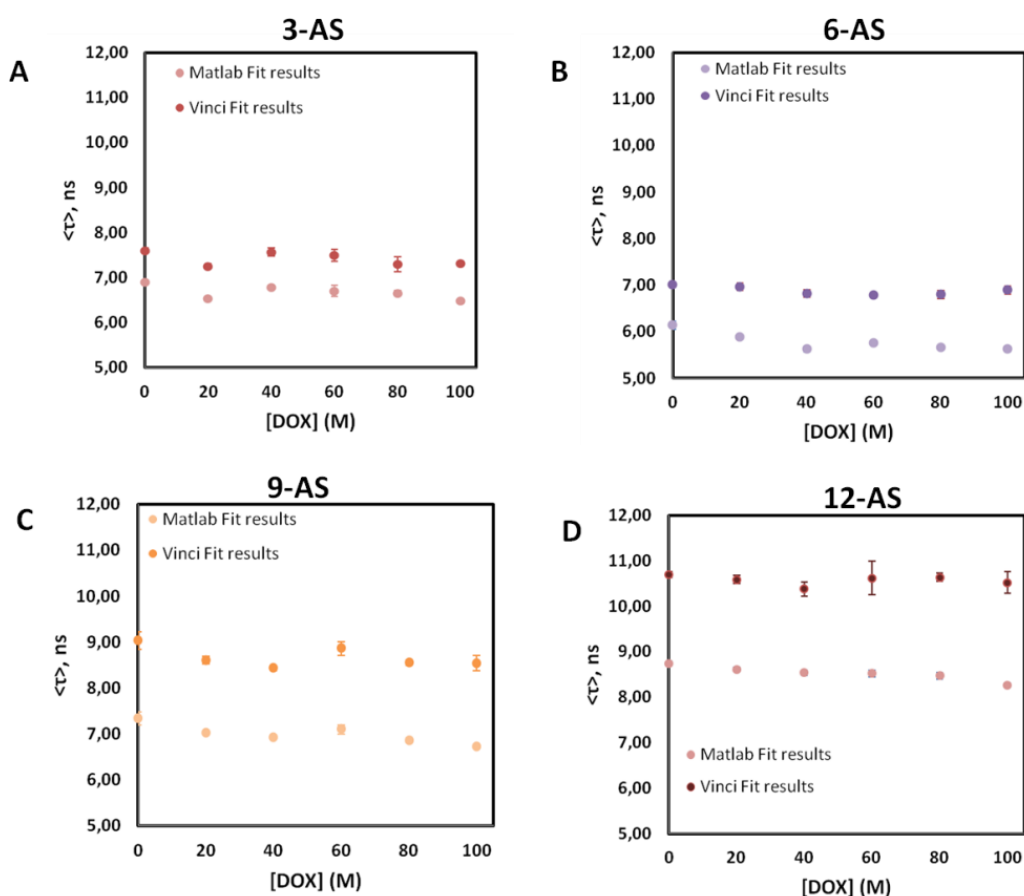 3-AS
A
12,00
11,00
10,00
9,00
8,00
7,00
6,00
5,00
<τ>, ns
Matlab Fit results
Vinci Fit results
0 20 40 60 80 100
[DOX] (M)
6-AS
B
12,00
11,00
10,00
9,00
8,00
7,00
6,00
5,00
<τ>, ns
Matlab Fit results
Vinci Fit results
0 20 40 60 80 100
[DOX] (M)
9-AS
C
12,00
11,00
10,00
9,00
8,00
7,00
6,00
5,00
<τ>, ns
Matlab Fit results
Vinci Fit results
0 20 40 60 80 100
[DOX] (M)
12-AS
D
12,00
11,00
10,00
9,00
8,00
7,00
6,00
5,00
<τ>, ns
Matlab Fit results
Vinci Fit results
0 20 40 60 80 100
[DOX] (M)